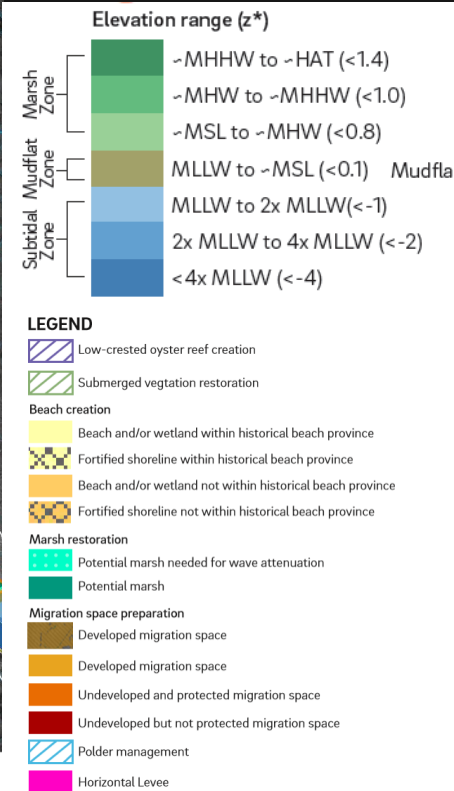 Elevation range (z*)
Marsh Zone
~MHHW to ~HAT (<1.4)
~MHW to ~MHHW (<1.0)
~MSL to ~MHW (<0.8)
Mudflat Zone
MLLW to ~MSL (<0.1) Mudfla
Subtidal Zone
MLLW to 2x MLLW(<-1)
2x MLLW to 4x MLLW (<-2)
<4x MLLW (<-4)
LEGEND
Low-crested oyster reef creation
Submerged vegtation restoration
Beach creation
Beach and/or wetland within historical beach province
Fortified shoreline within historical beach province
Beach and/or wetland not within historical beach province
Fortified shoreline not within historical beach province
Marsh restoration
Potential marsh needed for wave attenuation
Potential marsh
Migration space preparation
Developed migration space
Developed migration space
Undeveloped and protected migration space
Undeveloped but not protected migration space
Polder management
Horizontal Levee